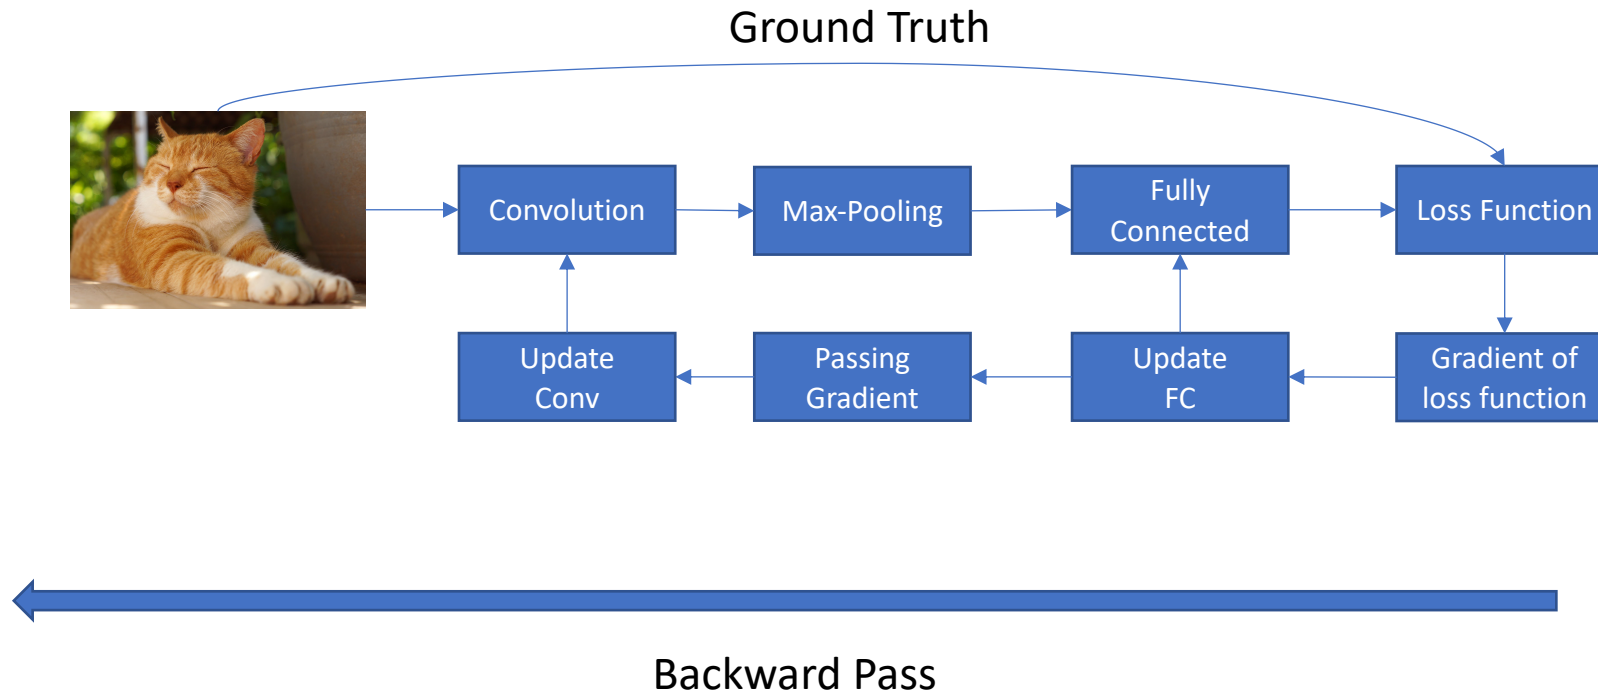 Ground Truth
Convolution
Max-Pooling
Fully
Connected
Loss Function
Update
Conv
Passing
Gradient
Update
FC
Gradient of
loss function
Backward Pass